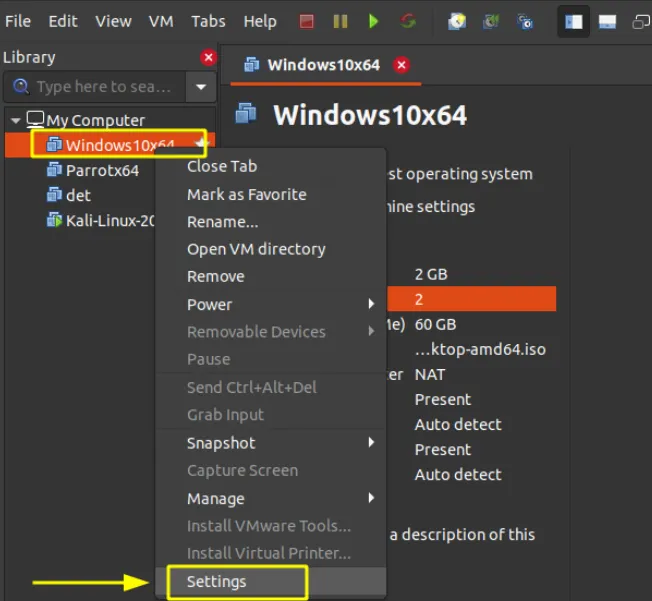 File Edit View VM Tabs Help
Library
Type here to sea...
My Computer
Windows10x64
Parrotx64
det
Kali-Linux-20
Windows10x64
Windows10x64
Close Tab
Mark as Favorite
Rename...
Open VM directory
Remove
Power
Removable Devices
Pause
Send Ctrl+Alt+Del
Grab Input
Snapshot
Capture Screen
Manage
Install VMware Tools...
Install Virtual Printer...
Settings
est operating system
hine settings
2 GB
2
Me) 60 GB
...ktop-amd64.iso
ter NAT
Present
Auto detect
Present
Auto detect
a description of this